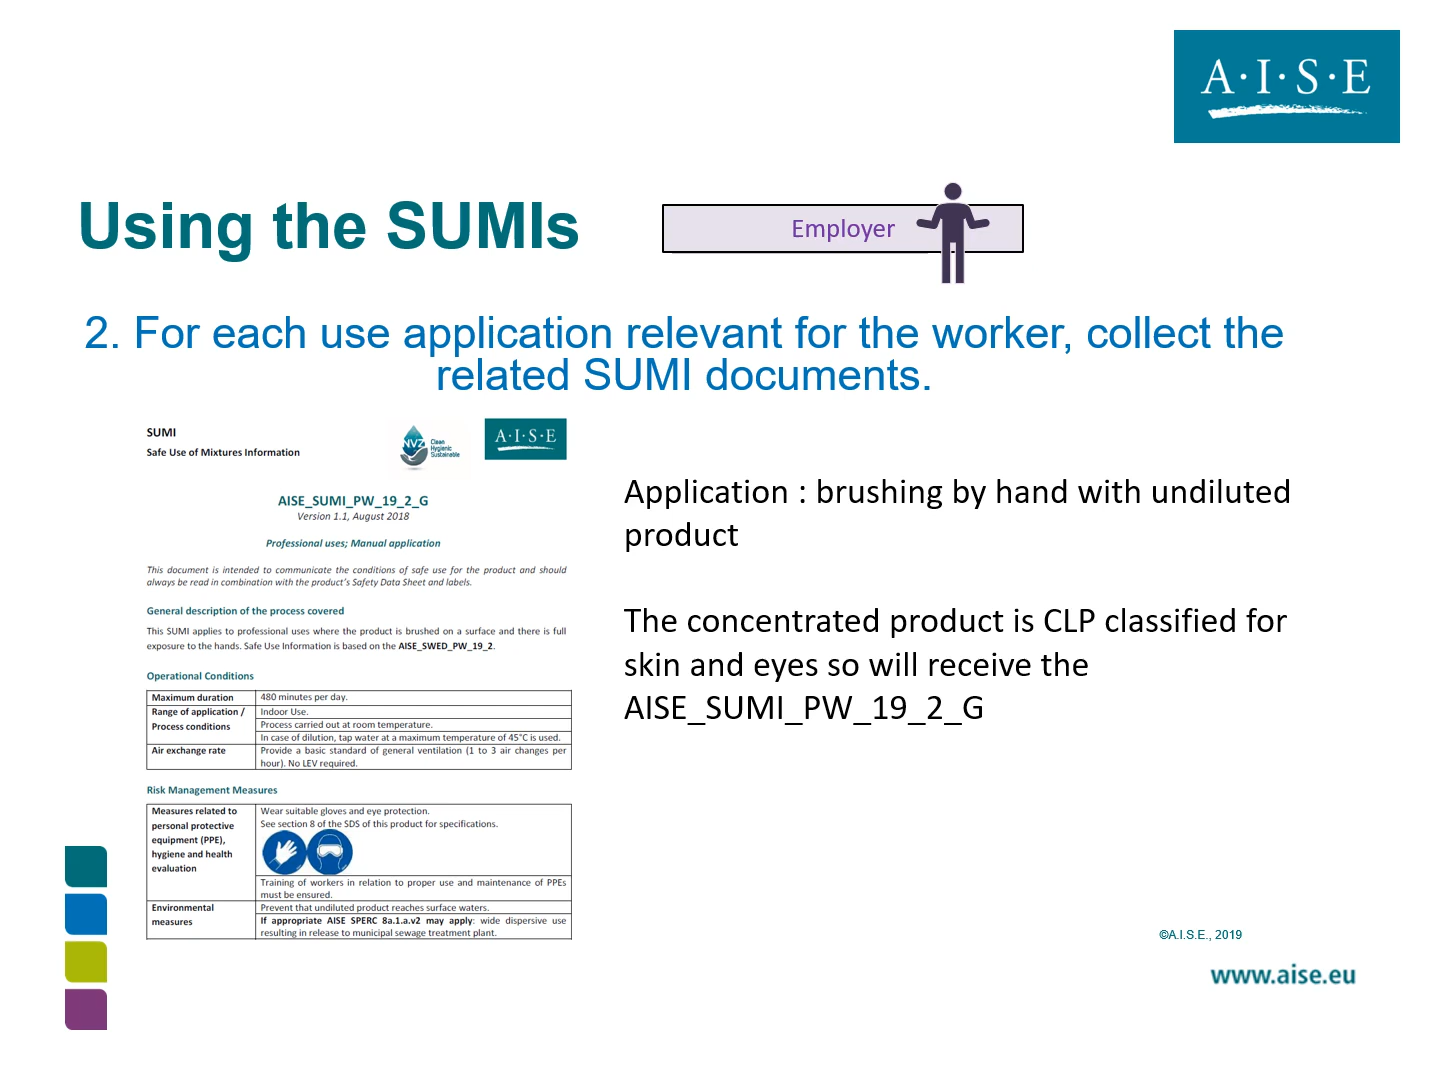 A·I·S·E
Using the SUMIs
Employer
2. For each use application relevant for the worker, collect the
related SUMI documents.
SUMI
Safe Use of Mixtures Information
NVZ
Clean
Hygienic
Sustainable
A·I·S·E
AISE_SUMI_PW_19_2_G
Version 1.1, August 2018
Professional uses; Manual application
This document is intended to communicate the conditions of safe use for the product and should
always be read in combination with the product's Safety Data Sheet and labels.
General description of the process covered
This SUMI applies to professional uses where the product is brushed on a surface and there is full
exposure to the hands. Safe Use Information is based on the AISE_SWED_PW_19_2.
Operational Conditions
Maximum duration
480 minutes per day.
Range of application /
Process conditions
Indoor Use.
Process carried out at room temperature.
In case of dilution, tap water at a maximum temperature of 45°C is used.
Air exchange rate
Provide a basic standard of general ventilation (1 to 3 air changes per
hour). No LEV required.
Risk Management Measures
Measures related to
personal protective
equipment (PPE),
hygiene and health
evaluation
Wear suitable gloves and eye protection.
See section 8 of the SDS of this product for specifications.
Training of workers in relation to proper use and maintenance of PPEs
must be ensured.
Environmental
measures
Prevent that undiluted product reaches surface waters.
If appropriate AISE SPERC 8a.1.a.v2 may apply: wide dispersive use
resulting in release to municipal sewage treatment plant.
Application : brushing by hand with undiluted
product
The concentrated product is CLP classified for
skin and eyes so will receive the
AISE_SUMI_PW_19_2_G
©A.I.S.E., 2019
www.aise.eu